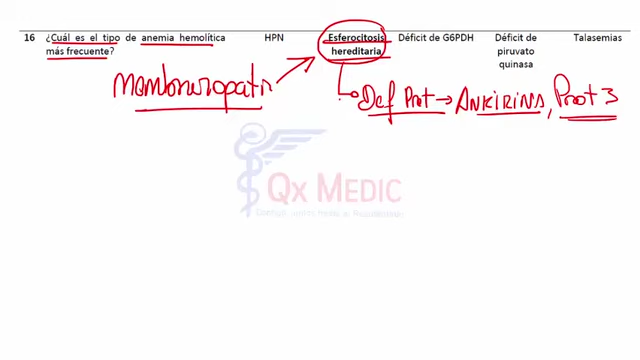 16 ¿Cuál es el tipo de anemia hemolítica más frecuente? HPN Esferocitosis hereditaria Déficit de G6PDH Déficit de piruvato quinasa Talasemias
Membranopatí
Def Prot → ANKIRINA, Prot 3
QX MEDIC